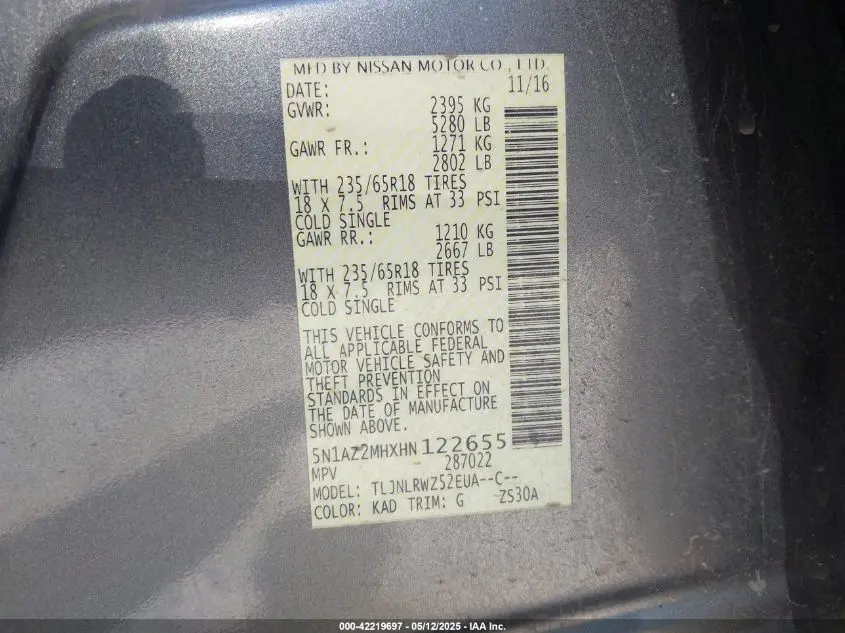 MFD BY NISSAN MOTOR CO., LTD.
DATE: 11/16
GVWR: 2395 KG
5280 LB
GAWR FR.: 1271 KG
2802 LB
WITH 235/65R18 TIRES
18 X 7.5 RIMS AT 33 PSI
COLD SINGLE
GAWR RR.: 1210 KG
2667 LB
WITH 235/65R18 TIRES
18 X 7.5 RIMS AT 33 PSI
COLD SINGLE
THIS VEHICLE CONFORMS TO
ALL APPLICABLE FEDERAL
MOTOR VEHICLE SAFETY AND
THEFT PREVENTION
STANDARDS IN EFFECT ON
THE DATE OF MANUFACTURE
SHOWN ABOVE.
5N1AZ2MHXHN122655
MPV 287022
MODEL: TLJNLRWZ52EUA--C--
COLOR: KAD TRIM: G ZS30A
000-42219697 - 05/12/2025 - IAA Inc.